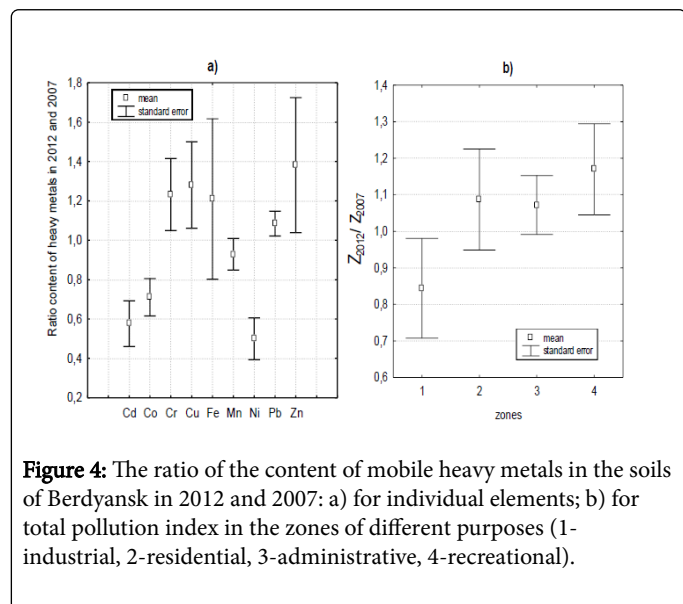 a)
Ratio content of heavy metals in 2012 and 2007
1,8
1,6
1,4
1,2
1,0
0,8
0,6
0,4
0,2
mean
standard error
Cd Co Cr Cu Fe Mn Ni Pb Zn
b)
Z2012/ Z2007
1,4
1,3
1,2
1,1
1,0
0,9
0,8
0,7
0,6
mean
standard error
1 2 3 4
zones
Figure 4: The ratio of the content of mobile heavy metals in the soils
of Berdyansk in 2012 and 2007: a) for individual elements; b) for
total pollution index in the zones of different purposes (1-
industrial, 2-residential, 3-administrative, 4-recreational).